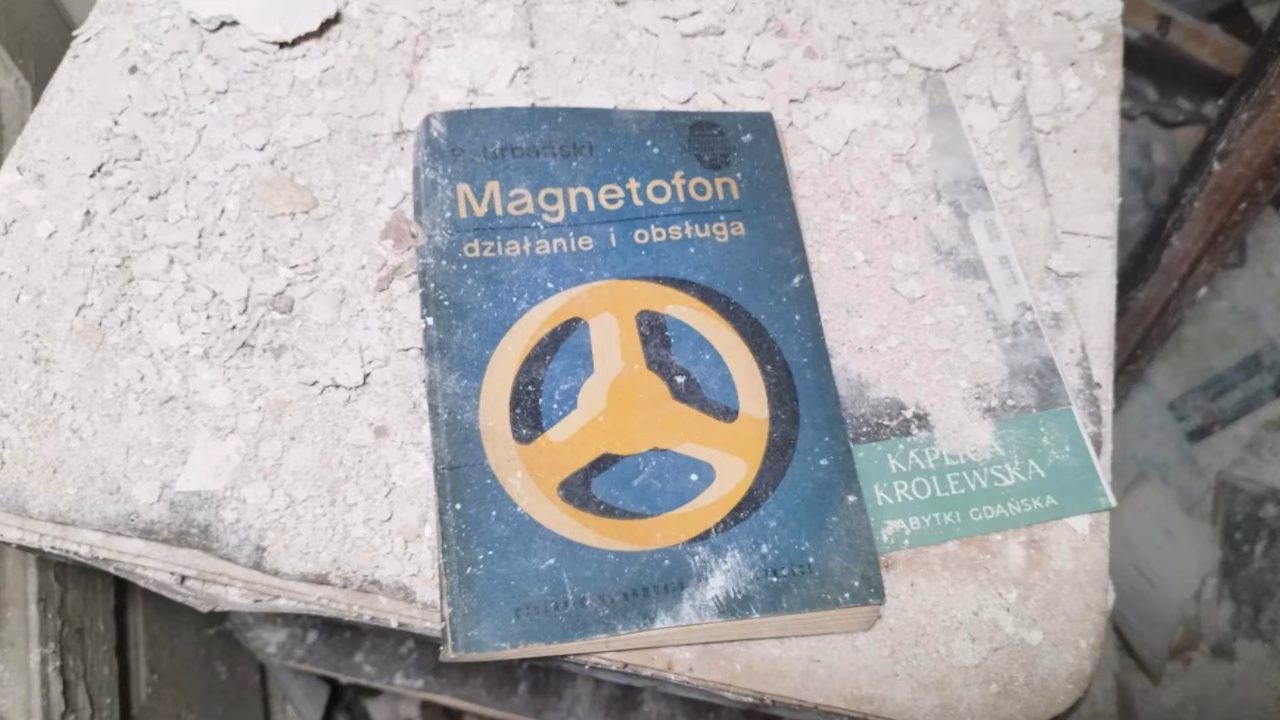 B. Urbański
Magnetofon
działanie i obsługa
KAPLICA
KRÓLEWSKA
ZABYTKI GDAŃSKA